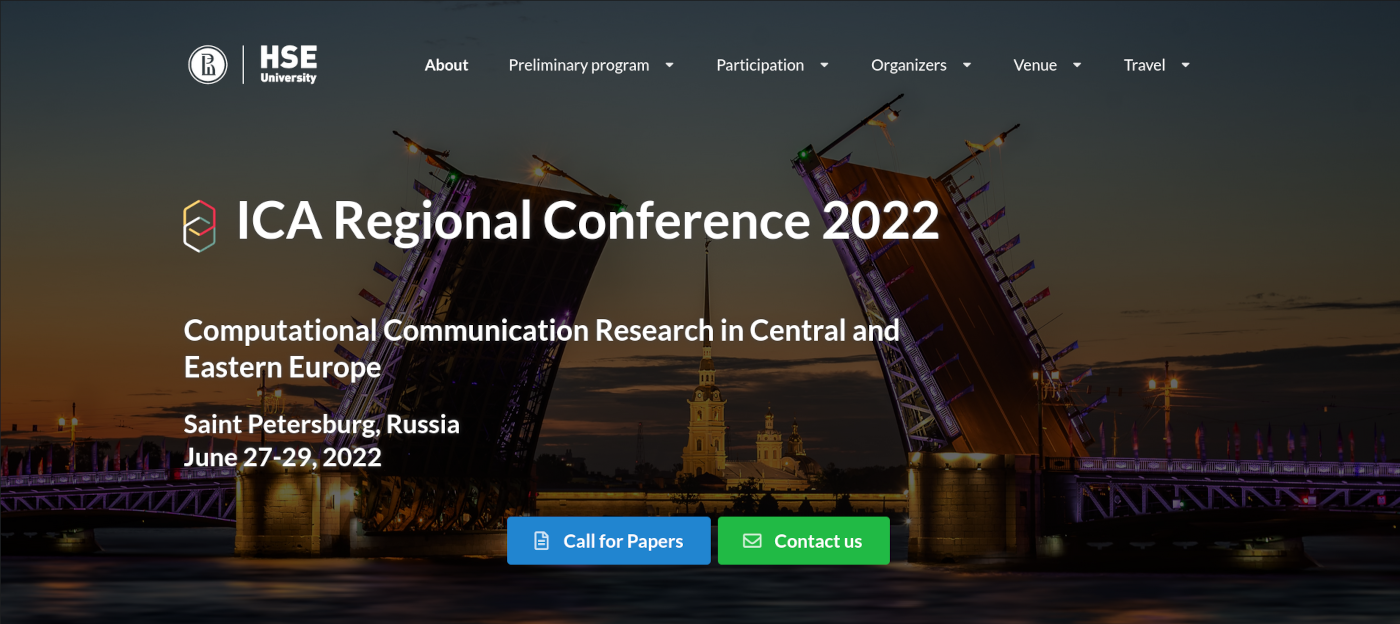 HSE
University
About
Preliminary program
Participation
Organizers
Venue
Travel
ICA Regional Conference 2022
Computational Communication Research in Central and
Eastern Europe
Saint Petersburg, Russia
June 27-29, 2022
Call for Papers
Contact us